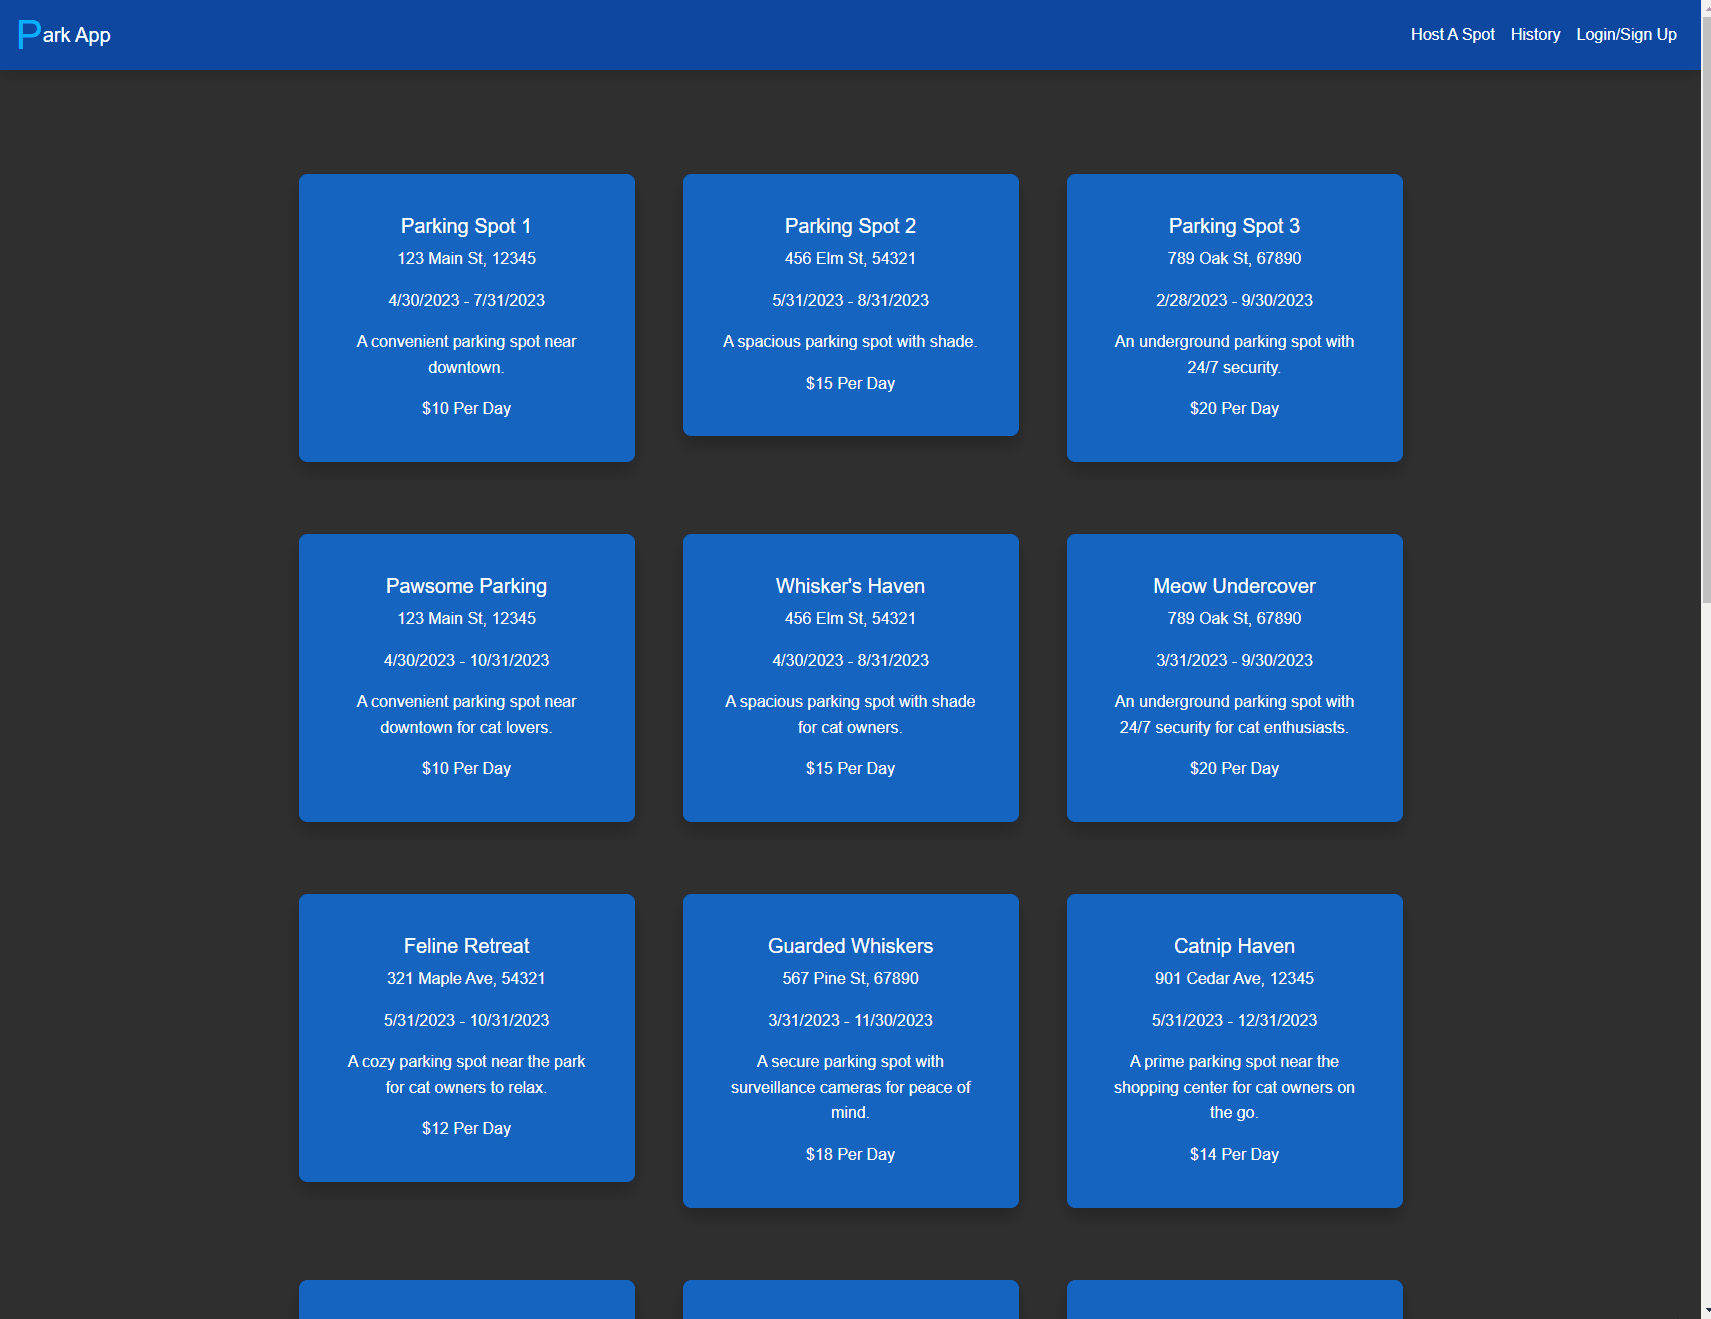 Park App
Host A Spot History Login/Sign Up
Parking Spot 1
123 Main St, 12345
4/30/2023 - 7/31/2023
A convenient parking spot near
downtown.
$10 Per Day
Parking Spot 2
456 Elm St, 54321
5/31/2023 - 8/31/2023
A spacious parking spot with shade.
$15 Per Day
Parking Spot 3
789 Oak St, 67890
2/28/2023 - 9/30/2023
An underground parking spot with
24/7 security.
$20 Per Day
Pawsome Parking
123 Main St, 12345
4/30/2023 - 10/31/2023
A convenient parking spot near
downtown for cat lovers.
$10 Per Day
Whisker's Haven
456 Elm St, 54321
4/30/2023 - 8/31/2023
A spacious parking spot with shade
for cat owners.
$15 Per Day
Meow Undercover
789 Oak St, 67890
3/31/2023 - 9/30/2023
An underground parking spot with
24/7 security for cat enthusiasts.
$20 Per Day
Feline Retreat
321 Maple Ave, 54321
5/31/2023 - 10/31/2023
A cozy parking spot near the park
for cat owners to relax.
$12 Per Day
Guarded Whiskers
567 Pine St, 67890
3/31/2023 - 11/30/2023
A secure parking spot with
surveillance cameras for peace of
mind.
$18 Per Day
Catnip Haven
901 Cedar Ave, 12345
5/31/2023 - 12/31/2023
A prime parking spot near the
shopping center for cat owners on
the go.
$14 Per Day